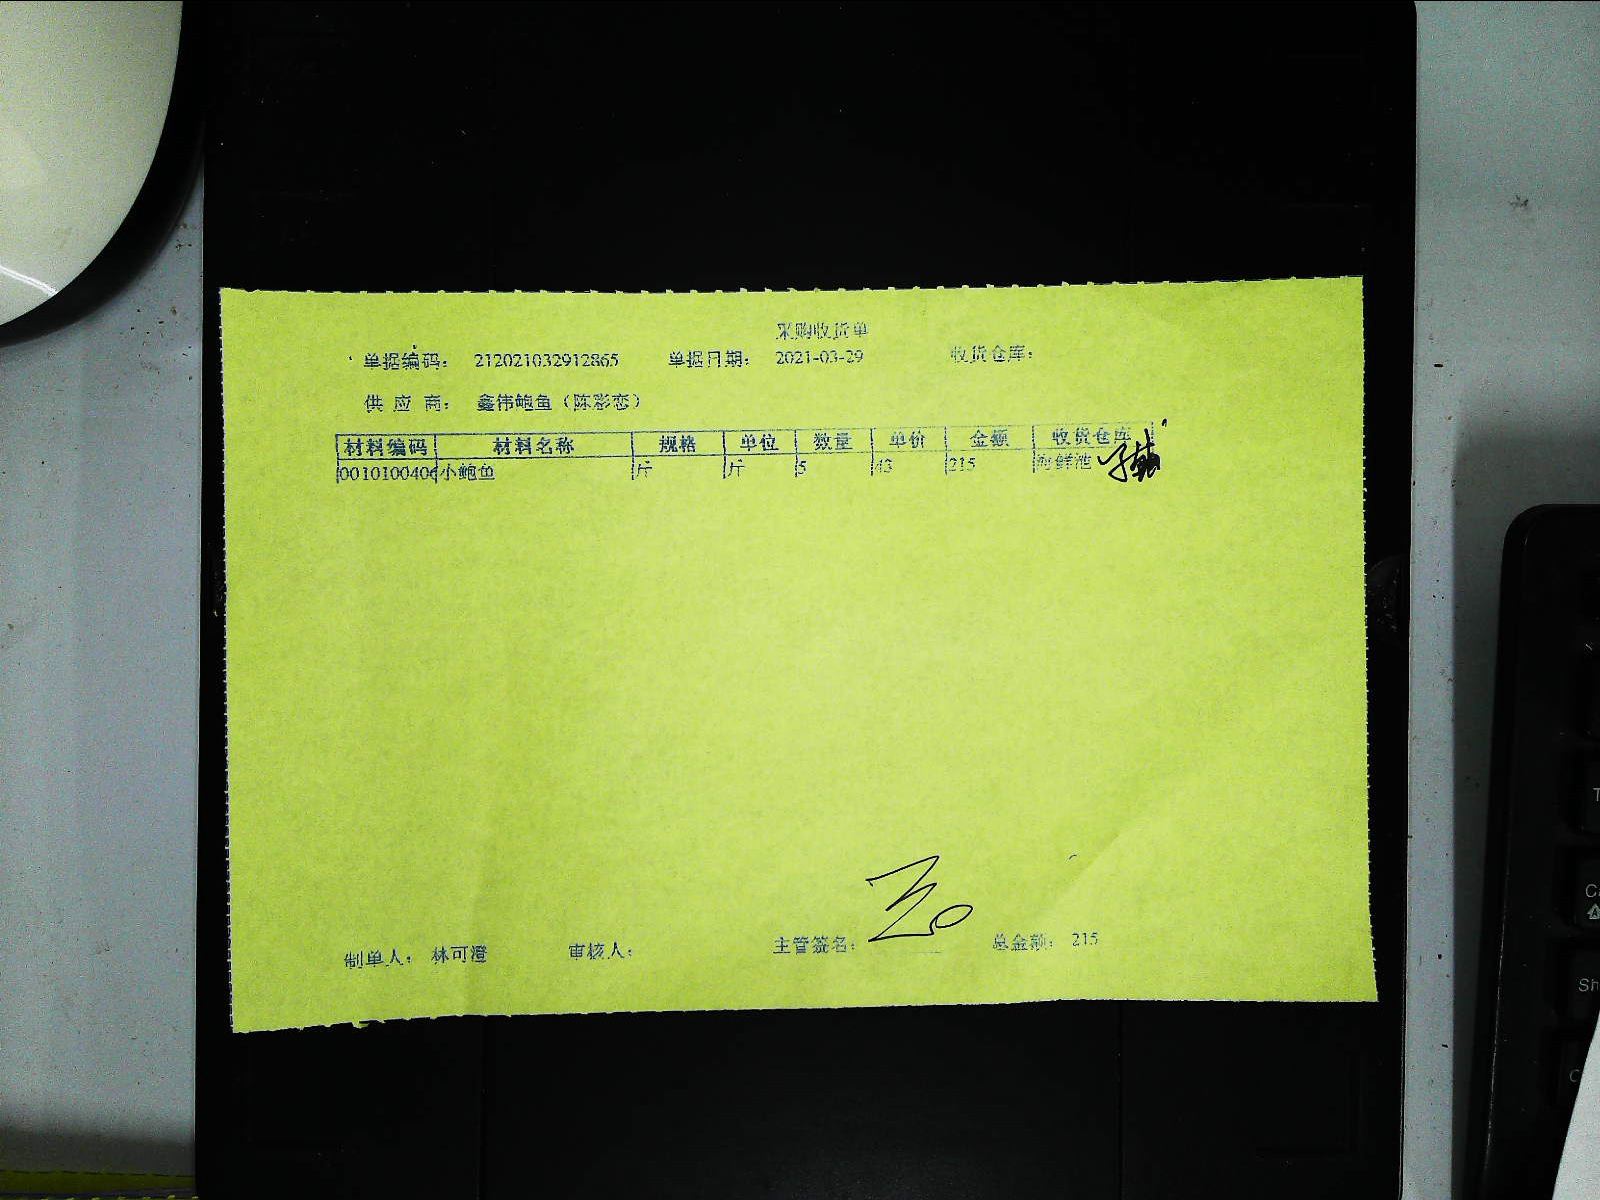 采购收货单
单据编码： 212021032912865 单据日期： 2021-03-29 收货仓库：
供 应 商： 鑫伟鲍鱼（陈彩恋）
材料编码 材料名称 规格 单位 数量 单价 金额 收货仓库
0010100406 小鲍鱼 斤 斤 5 43 215 海鲜池
制单人： 林可澄 审核人： 主管签名： 总金额： 215